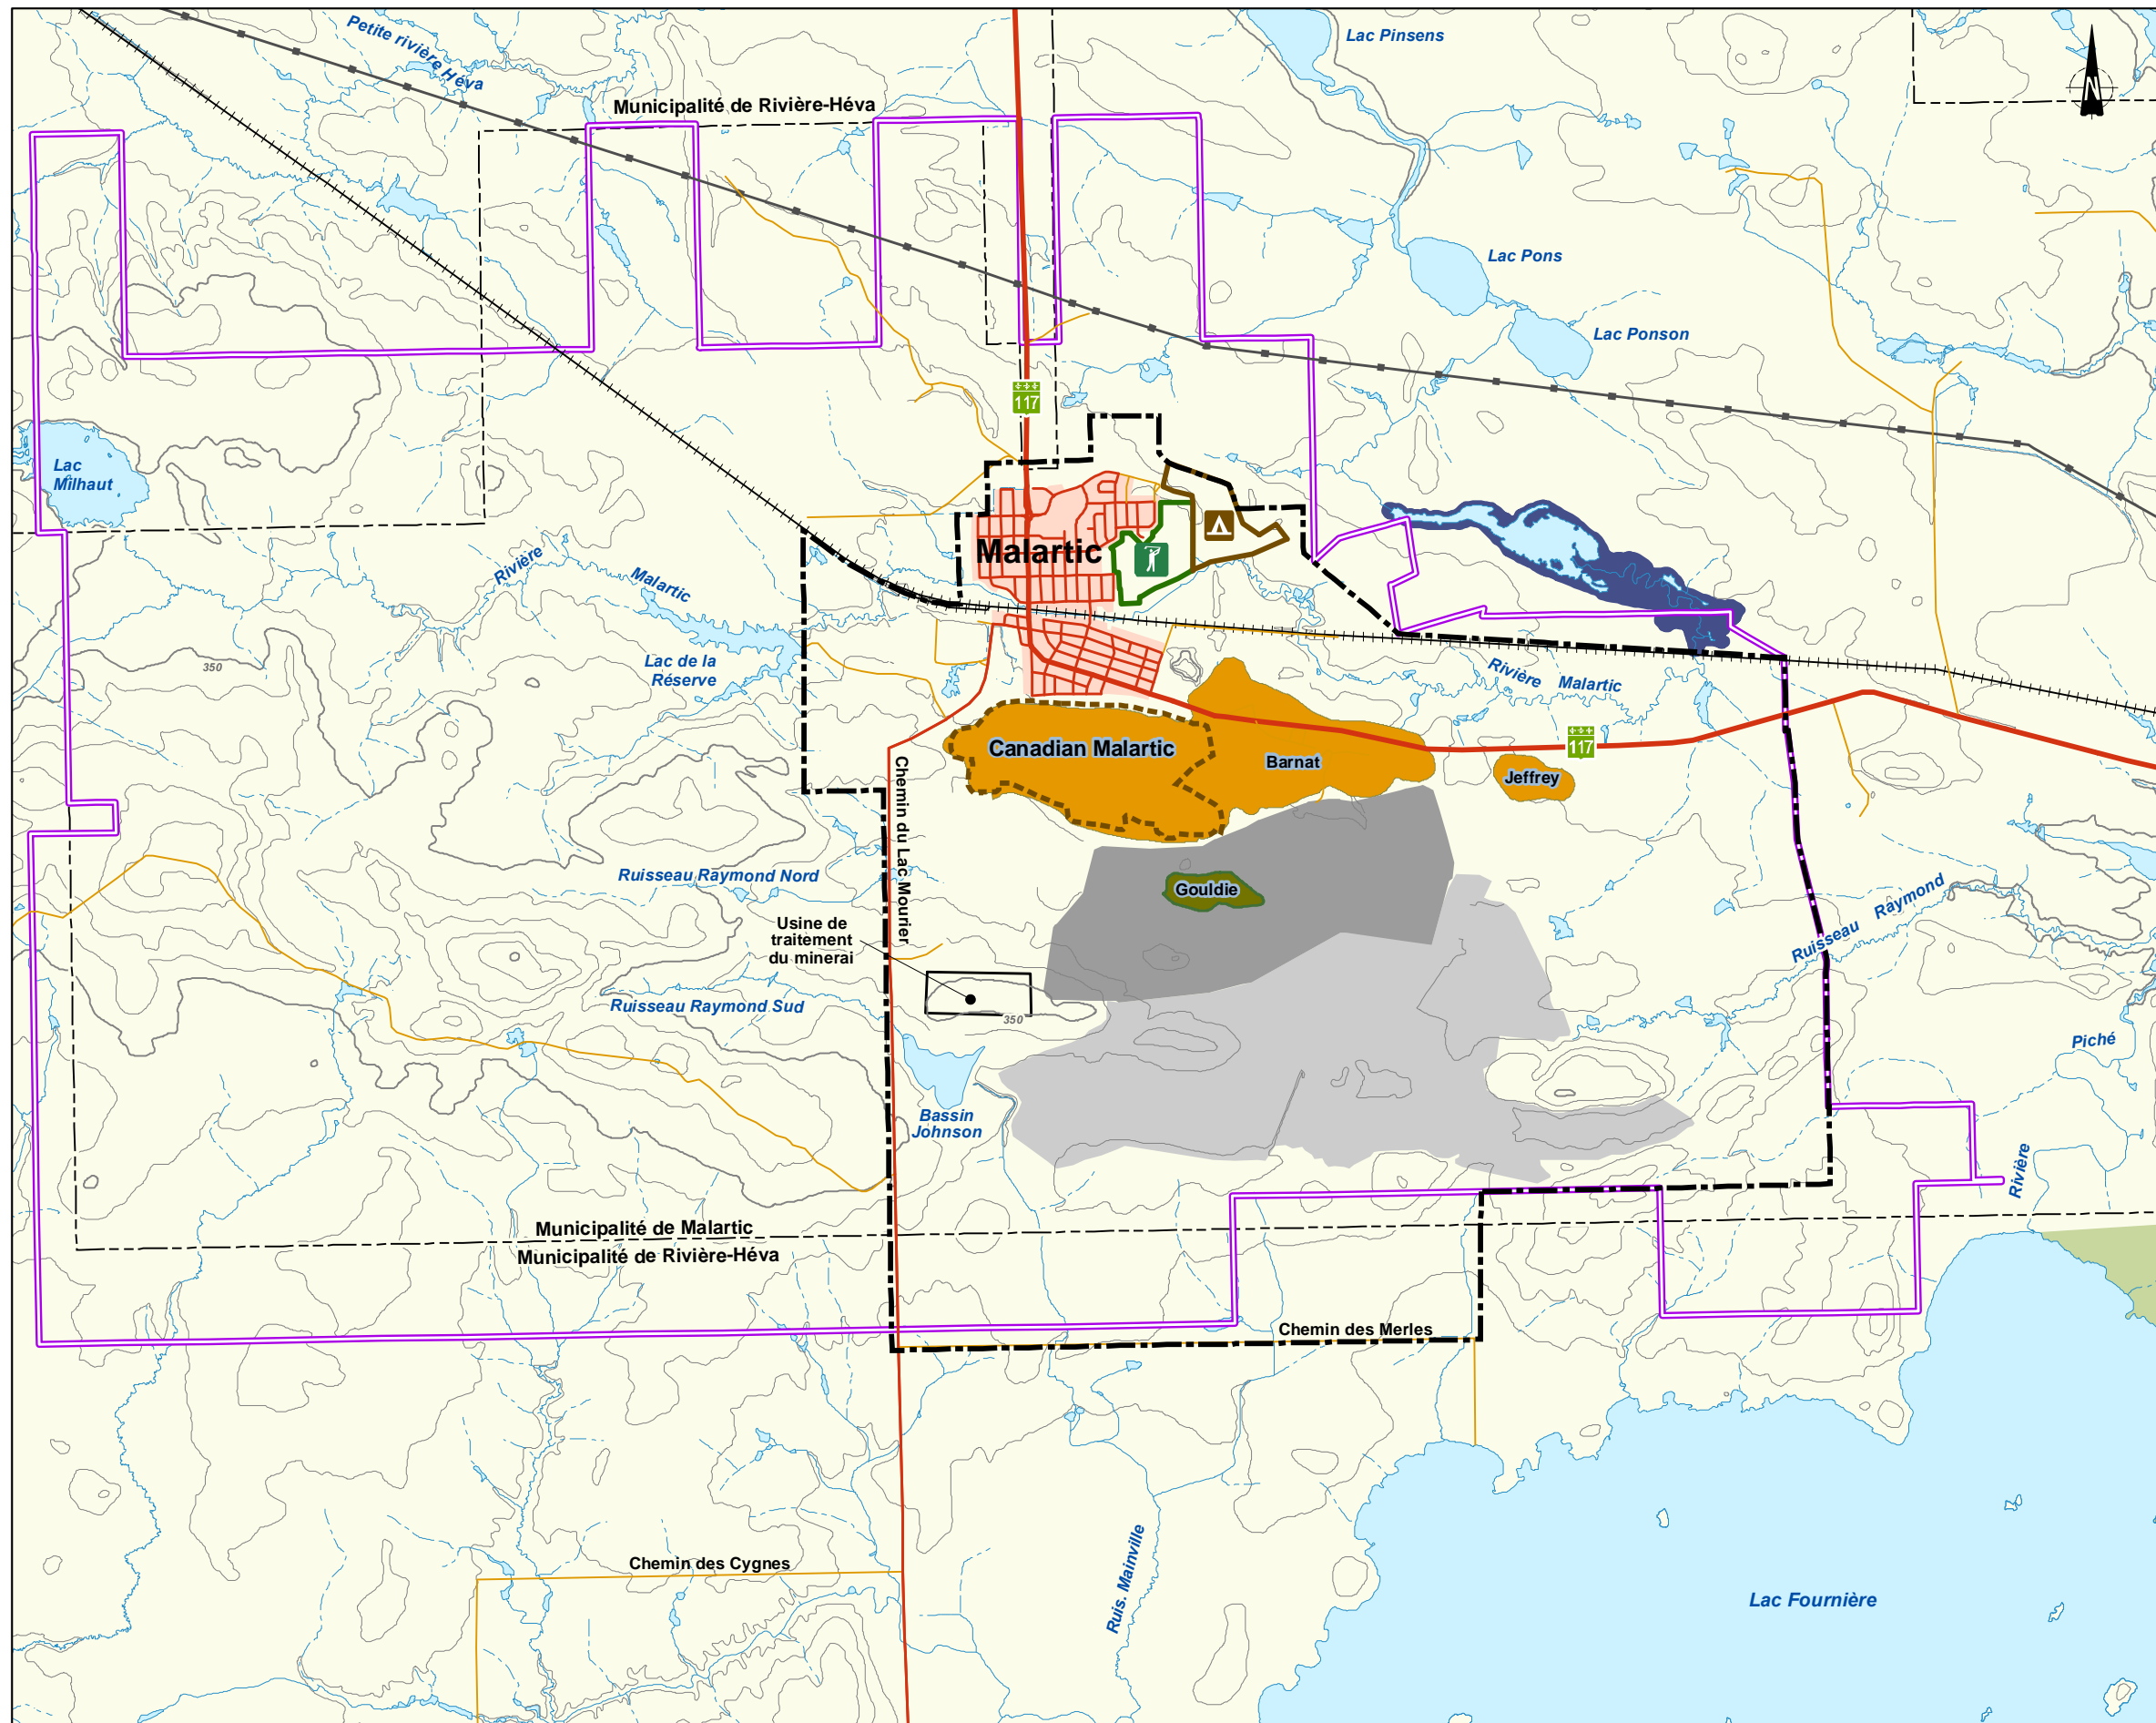 Petite rivière Héva
Lac Pinsens
N
Municipalité de Rivière-Héva
Lac Pons
Lac Ponson
117
Lac
Milhaut
Malartic
Rivière Malartic
Lac de la
Réserve
350
Rivière Malartic
Canadian Malartic
Barnat
117
Jeffrey
Chemin du Lac Mourier
Ruisseau Raymond Nord
Gouldie
Usine de
traitement
du minerai
Ruisseau Raymond
Ruisseau Raymond Sud
350
Piché
Bassin
Johnson
Rivière
Municipalité de Malartic
Municipalité de Rivière-Héva
Chemin des Merles
Chemin des Cygnes
Ruis. Mainville
Lac Fournière